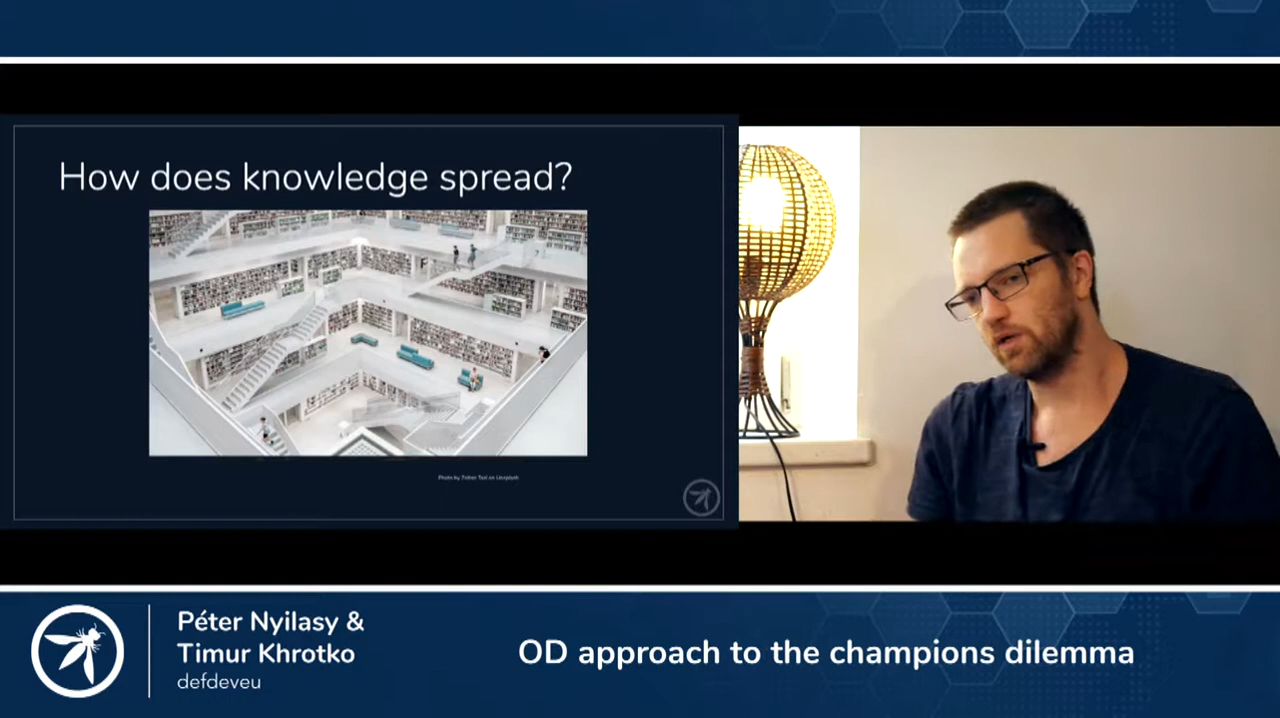 How does knowledge spread?
Péter Nyilasy &
Timur Khrotko
defdeveu
OD approach to the champions dilemma